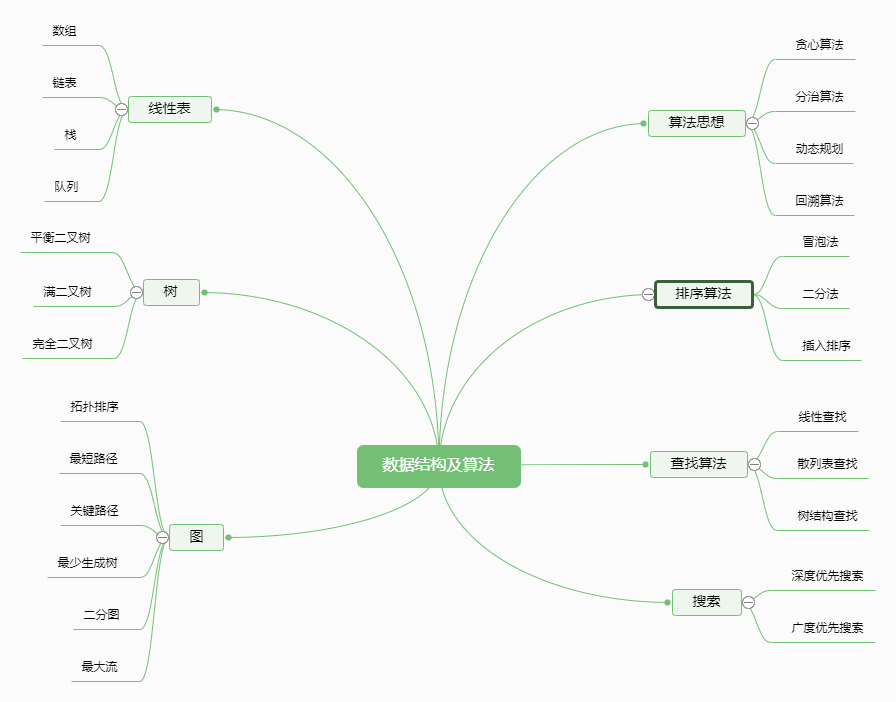 数据结构及算法
线性表
数组
链表
栈
队列
树
平衡二叉树
满二叉树
完全二叉树
图
拓扑排序
最短路径
关键路径
最少生成树
二分图
最大流
算法思想
贪心算法
分治算法
动态规划
回溯算法
排序算法
冒泡法
二分法
插入排序
查找算法
线性查找
散列表查找
树结构查找
搜索
深度优先搜索
广度优先搜索